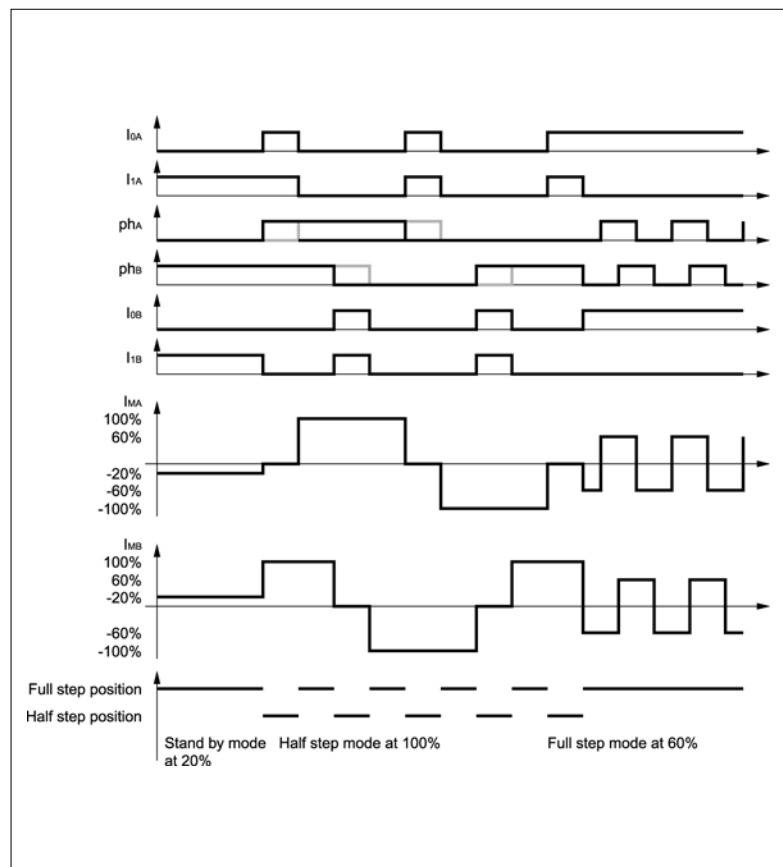 I0A
I1A
phA
phB
I0B
I1B
IMA
100%
60%
-20%
-60%
-100%
IMB
100%
60%
-20%
-60%
-100%
Full step position
Half step position
Stand by mode
at 20%
Half step mode at 100%
Full step mode at 60%